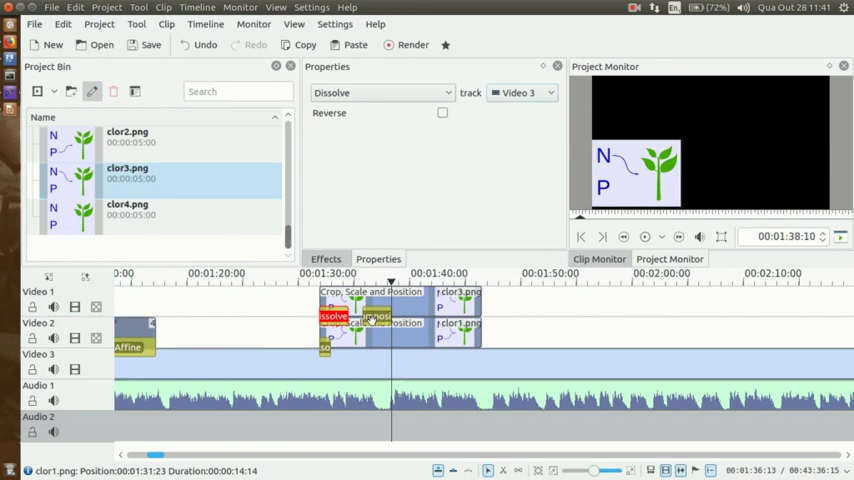 File Edit Project Tool Clip Timeline Monitor View Settings Help En (72%) Qua Out 28 11:41
File Edit Project Tool Clip Timeline Monitor View Settings Help
New Open Save Undo Redo Copy Paste Render
Project Bin
Search
Name
clor2.png
00:00:05:00
clor3.png
00:00:05:00
clor4.png
00:00:05:00
N
P
N
P
N
P
Properties
Dissolve track Video 3
Reverse
Effects Properties
Project Monitor
N
P
00:01:38:10
Clip Monitor Project Monitor
0:00 00:01:20:00 00:01:30:00 00:01:40:00 00:01:50:00 00:02:00:00 00:02:10:00
Video 1
Crop, Scale and Position clor3.png
Video 2
4 Crop, Scale and Position clor1.png
Affine
Video 3
Audio 1
Audio 2
clor1.png: Position:00:01:31:23 Duration:00:00:14:14
00:01:36:13 / 00:43:36:15